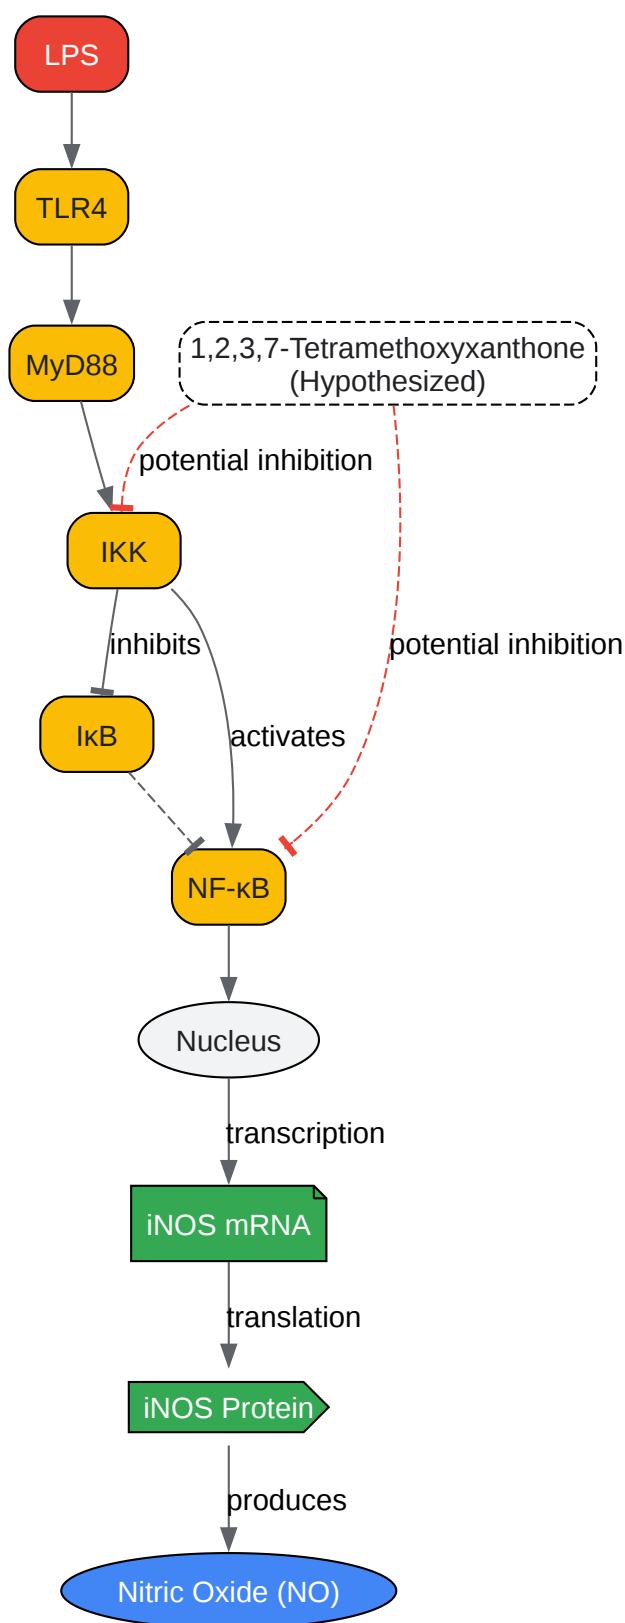 LPS
TLR4
MyD88
1,2,3,7-Tetramethoxyxanthone
(Hypothesized)
potential inhibition
IKK
inhibits
potential inhibition
IκB
activates
NF-κB
Nucleus
transcription
iNOS mRNA
translation
iNOS Protein
produces
Nitric Oxide (NO)